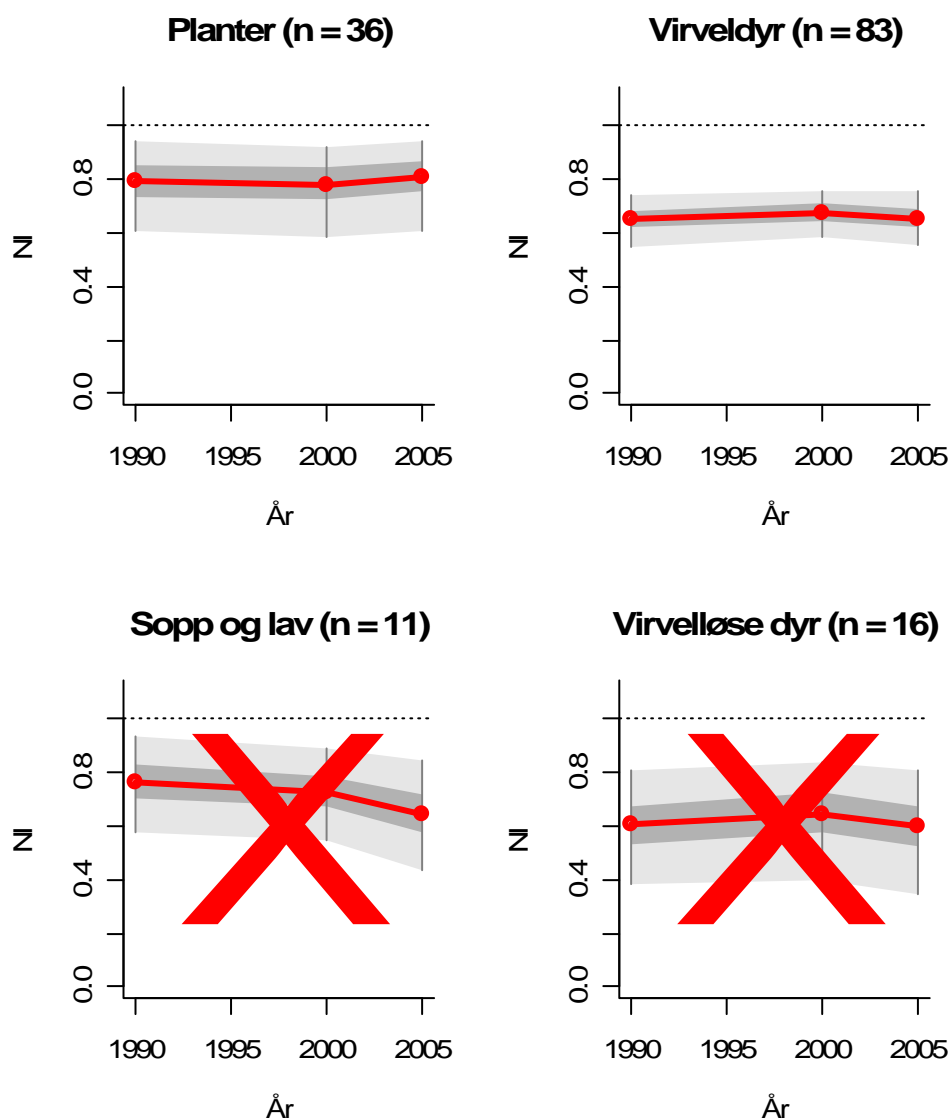 Planter (n = 36)
NI
0.8
0.4
0.0
1990 1995 2000 2005
År
Virveldyr (n = 83)
NI
0.8
0.4
0.0
1990 1995 2000 2005
År
Sopp og lav (n = 11)
NI
0.8
0.4
0.0
1990 1995 2000 2005
År
Virvelløse dyr (n = 16)
NI
0.8
0.4
0.0
1990 1995 2000 2005
År